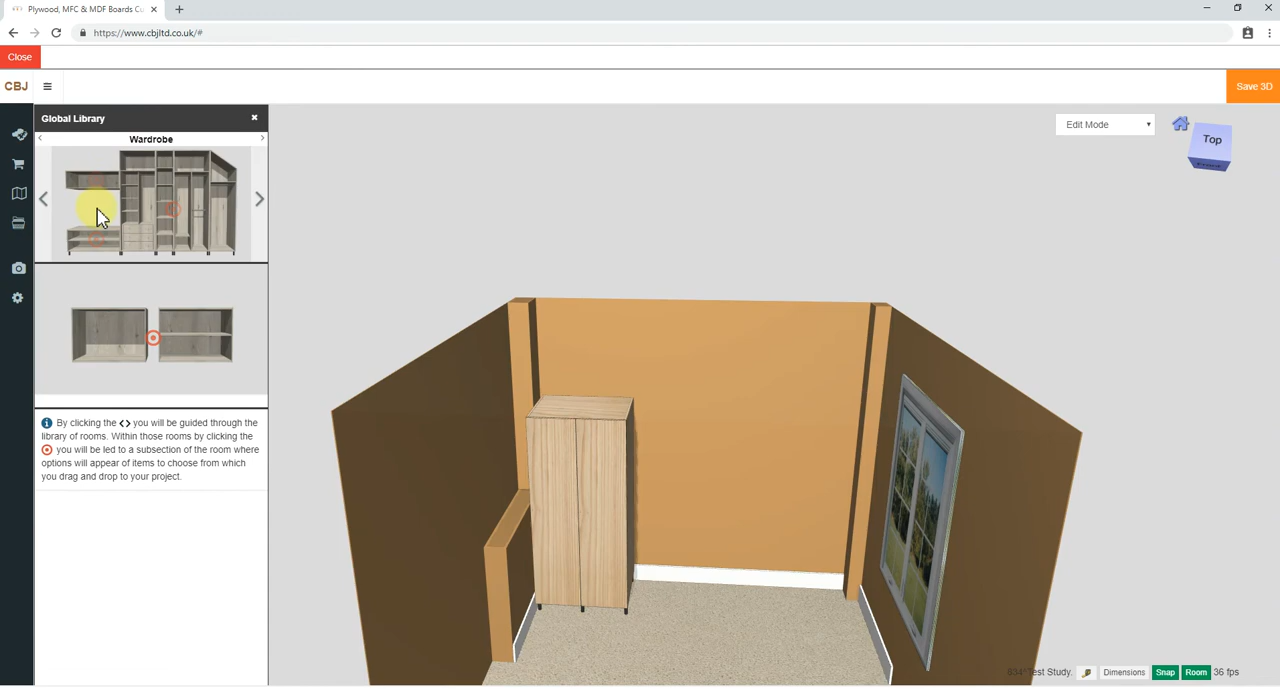 Plywood, MFC & MDF Boards Cu
https://www.cbjltd.co.uk/#
Close
CBJ
Save 3D
Global Library
Wardrobe
Edit Mode
Top
By clicking the <> you will be guided through the
library of rooms. Within those rooms by clicking the
you will be led to a subsection of the room where
options will appear of items to choose from which
you drag and drop to your project.
Test Study.
Dimensions
Snap
Room
36 fps